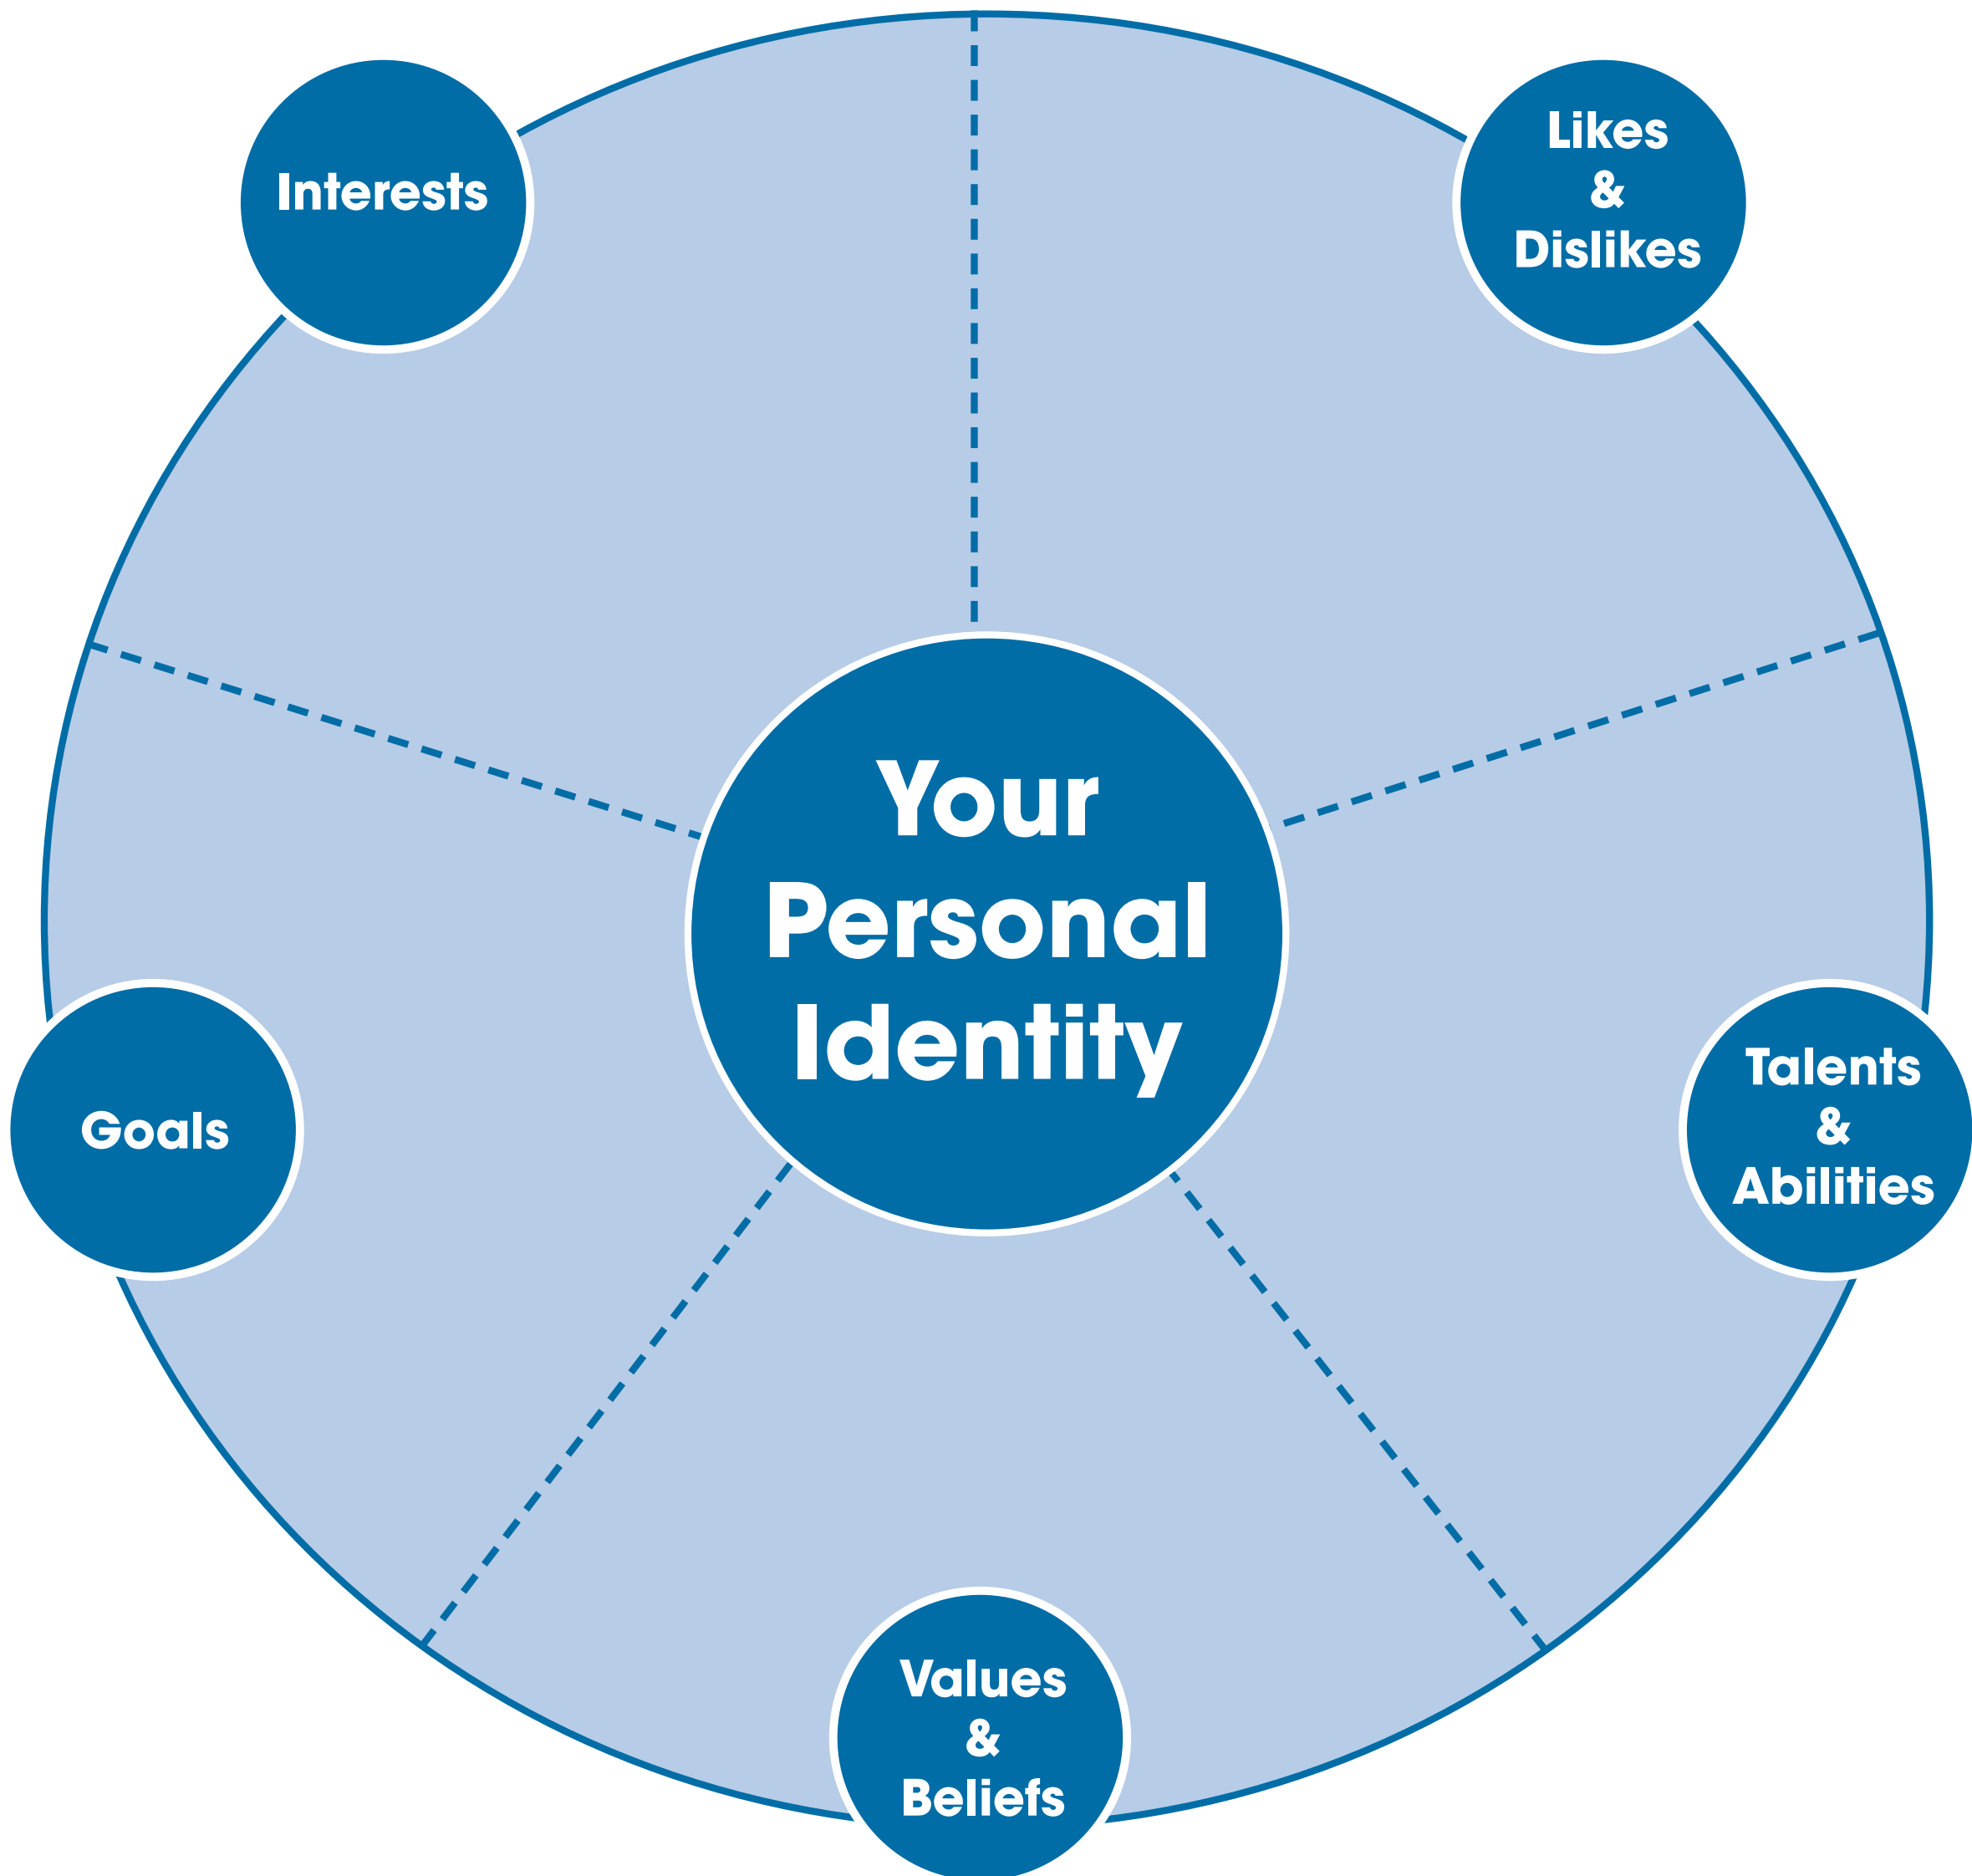 Interests
Likes
&
Dislikes
Your
Personal
Identity
Goals
Talents
&
Abilities
Values
&
Beliefs